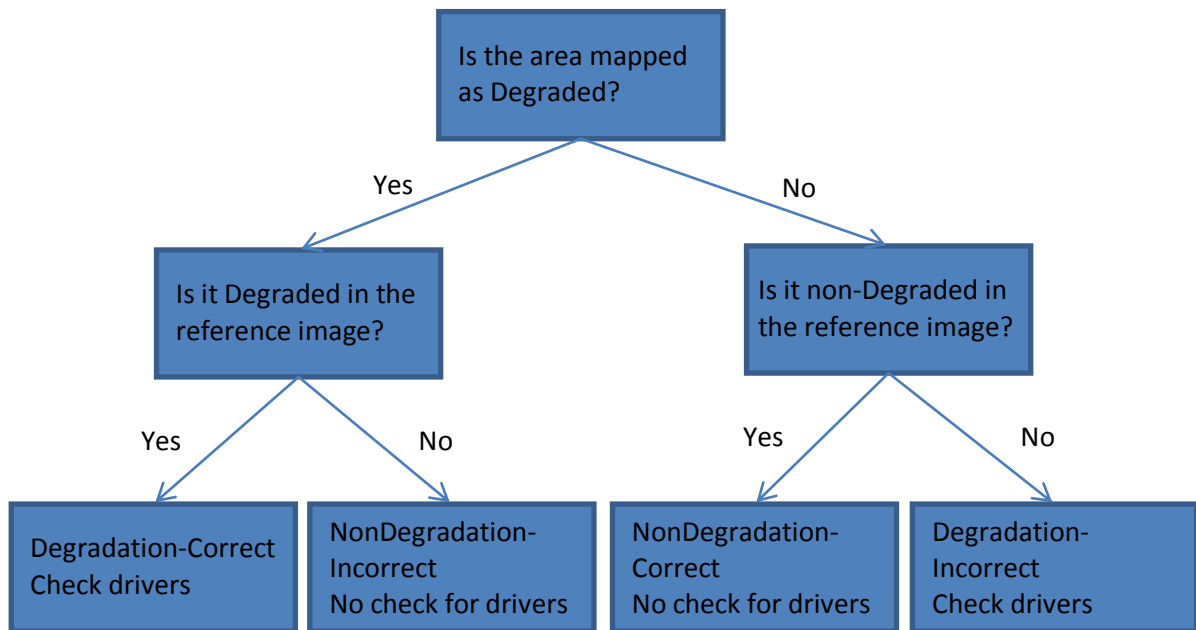 Is the area mapped
as Degraded?
Yes
No
Is it Degraded in the
reference image?
Is it non-Degraded in
the reference image?
Yes
No
Yes
No
Degradation-Correct
Check drivers
NonDegradation-
Incorrect
No check for drivers
NonDegradation-
Correct
No check for drivers
Degradation-
Incorrect
Check drivers